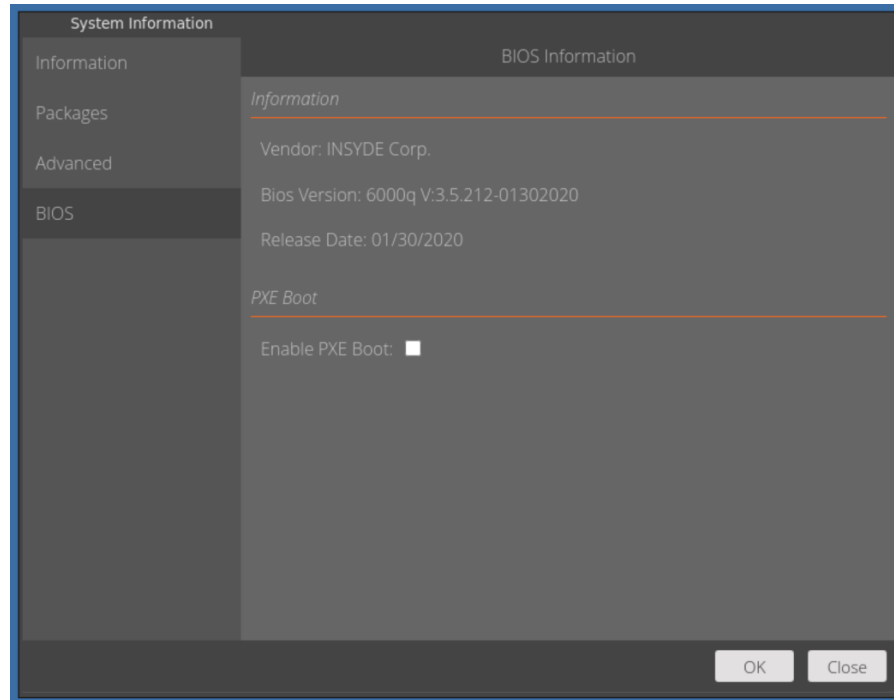 System Information
Information
Packages
Advanced
BIOS
BIOS Information
Information
Vendor: INSYDE Corp.
Bios Version: 6000q V:3.5.212-01302020
Release Date: 01/30/2020
PXE Boot
Enable PXE Boot:
OK
Close